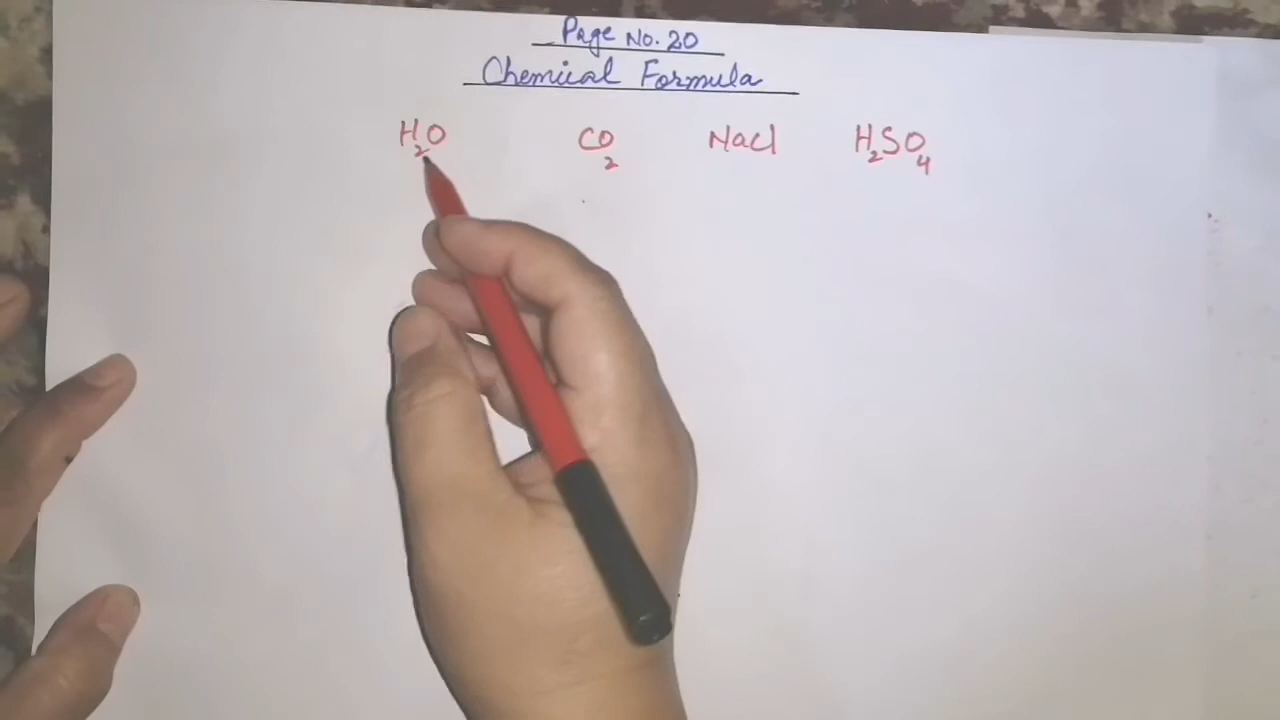 Page No. 20
Chemical Formula
H₂O CO₂ NaCl H₂SO₄